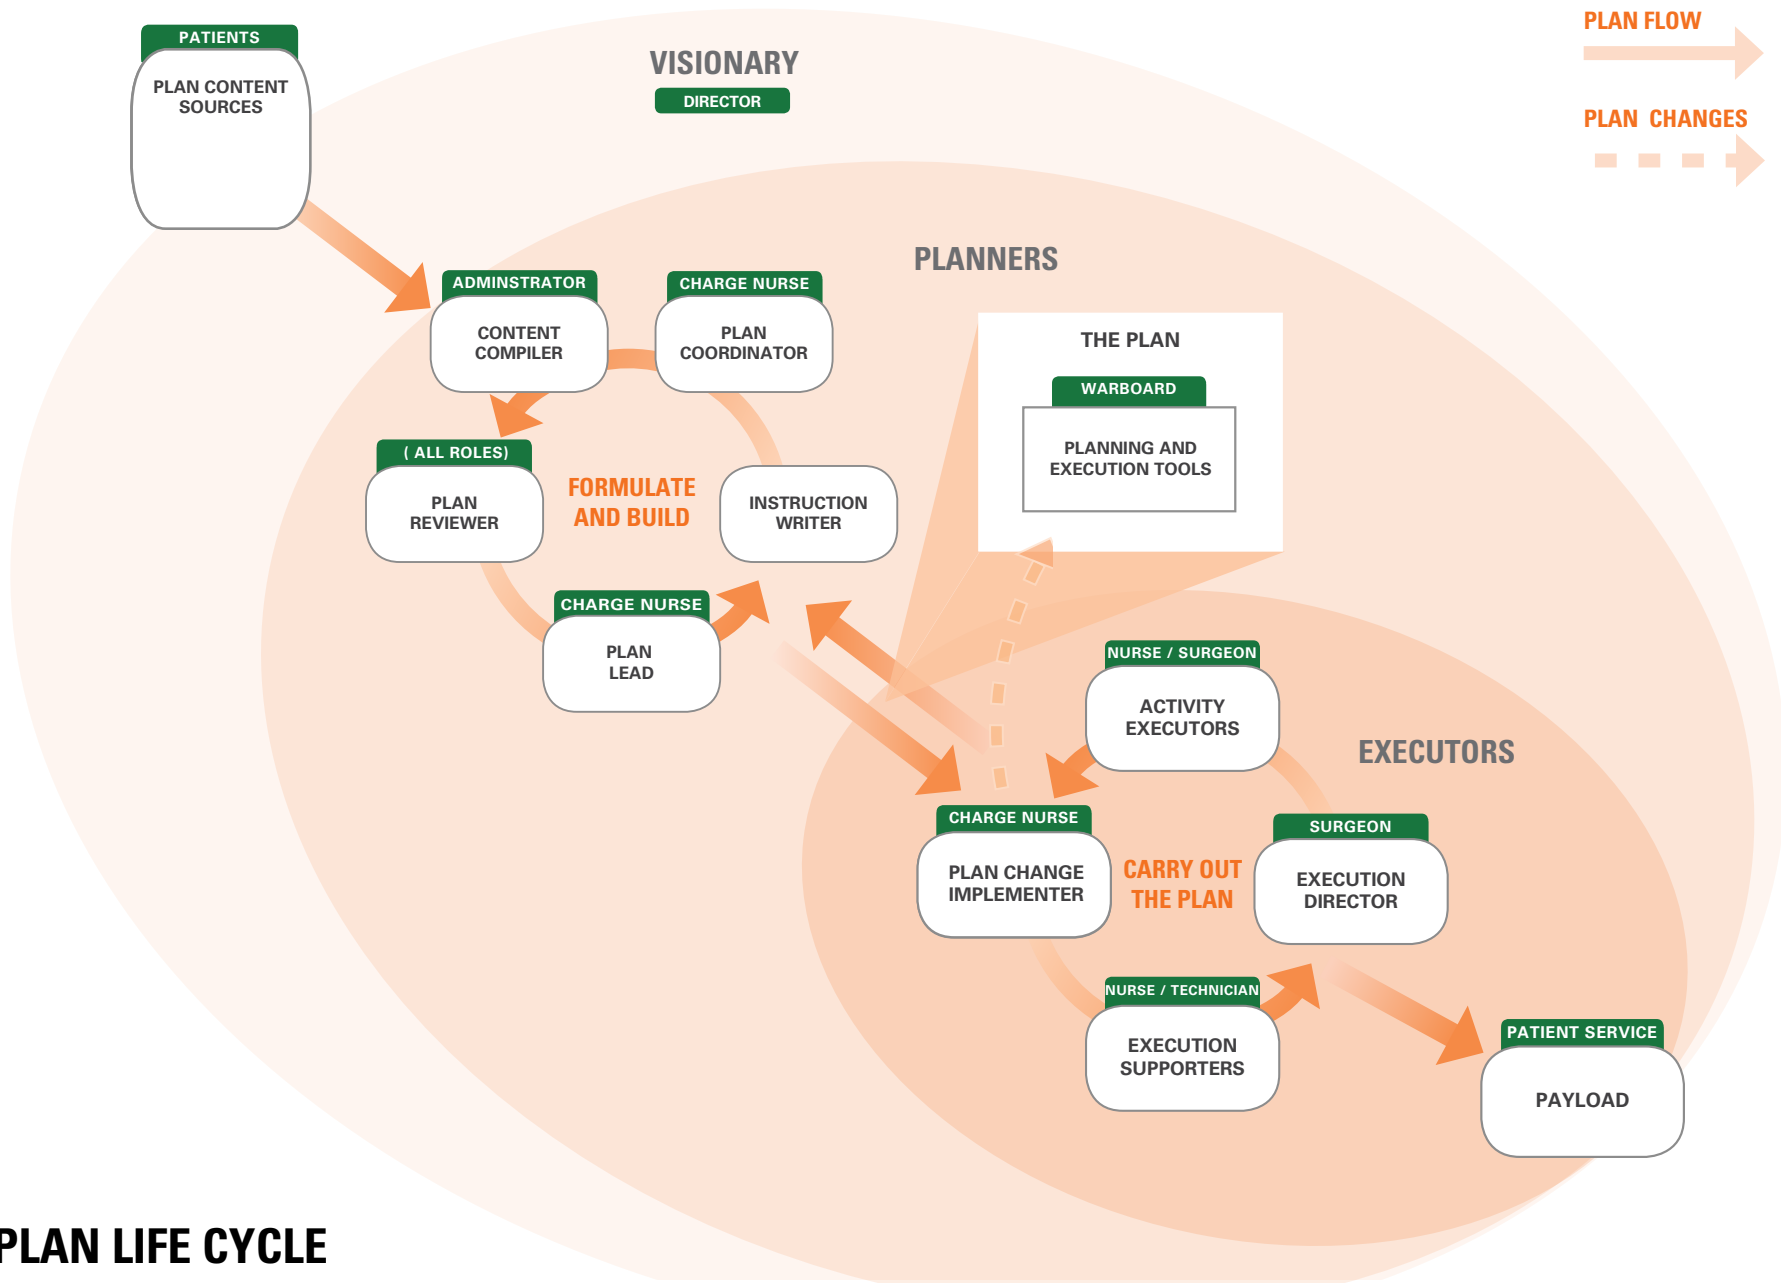 PLAN FLOW
PLAN CHANGES
PATIENTS
PLAN CONTENT
SOURCES
VISIONARY
DIRECTOR
PLANNERS
ADMINSTRATOR
CONTENT
COMPILER
CHARGE NURSE
PLAN
COORDINATOR
THE PLAN
WARBOARD
PLANNING AND
EXECUTION TOOLS
( ALL ROLES)
PLAN
REVIEWER
FORMULATE
AND BUILD
INSTRUCTION
WRITER
CHARGE NURSE
PLAN
LEAD
NURSE / SURGEON
ACTIVITY
EXECUTORS
EXECUTORS
CHARGE NURSE
PLAN CHANGE
IMPLEMENTER
CARRY OUT
THE PLAN
SURGEON
EXECUTION
DIRECTOR
NURSE / TECHNICIAN
EXECUTION
SUPPORTERS
PATIENT SERVICE
PAYLOAD
PLAN LIFE CYCLE